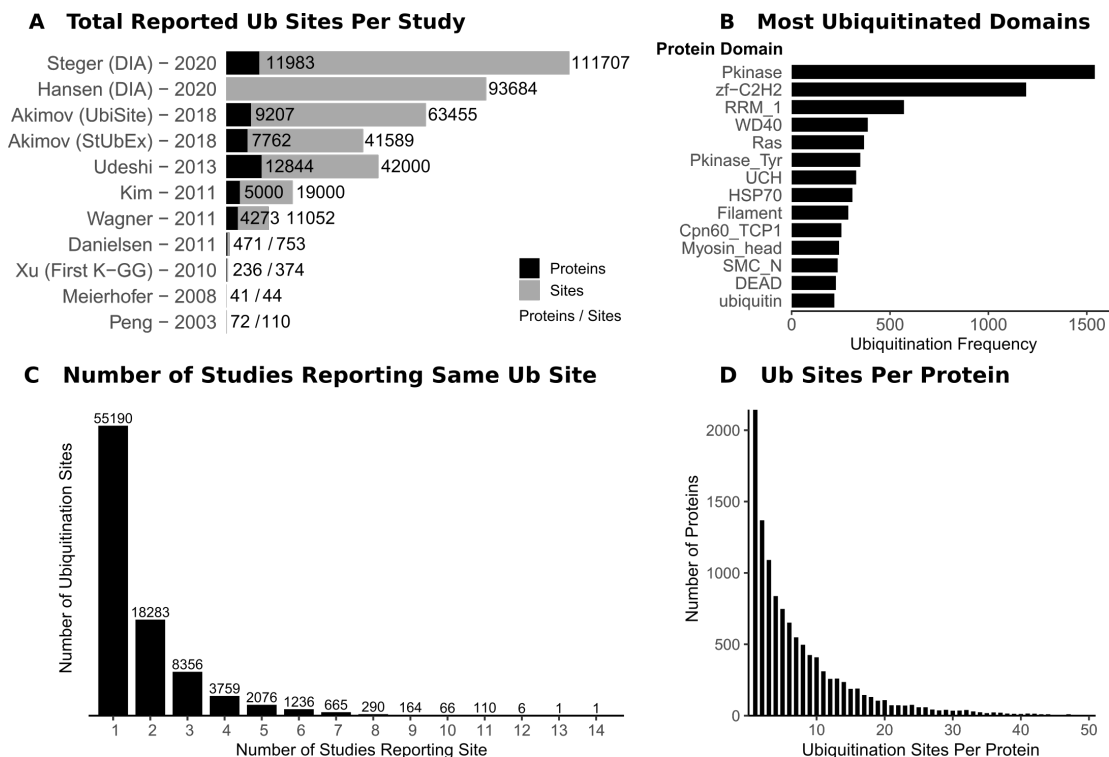 A Total Reported Ub Sites Per Study
Steger (DIA) − 2020 11983 111707
Hansen (DIA) − 2020 93684
Akimov (UbiSite) − 2018 9207 63455
Akimov (StUbEx) − 2018 7762 41589
Udeshi − 2013 12844 42000
Kim − 2011 5000 19000
Wagner − 2011 4273 11052
Danielsen − 2011 471 / 753
Xu (First K−GG) − 2010 236 / 374
Meierhofer − 2008 41 / 44
Peng − 2003 72 / 110
Proteins
Sites
Proteins / Sites
B Most Ubiquitinated Domains
Protein Domain
Pkinase
zf−C2H2
RRM_1
WD40
Ras
Pkinase_Tyr
UCH
HSP70
Filament
Cpn60_TCP1
Myosin_head
SMC_N
DEAD
ubiquitin
0 500 1000 1500
Ubiquitination Frequency
C Number of Studies Reporting Same Ub Site
Number of Ubiquitination Sites
55190 18283 8356 3759 2076 1236 665 290 164 66 110 6 1 1
1 2 3 4 5 6 7 8 9 10 11 12 13 14
Number of Studies Reporting Site
D Ub Sites Per Protein
Number of Proteins
2000
1500
1000
500
0
10 20 30 40 50
Ubiquitination Sites Per Protein